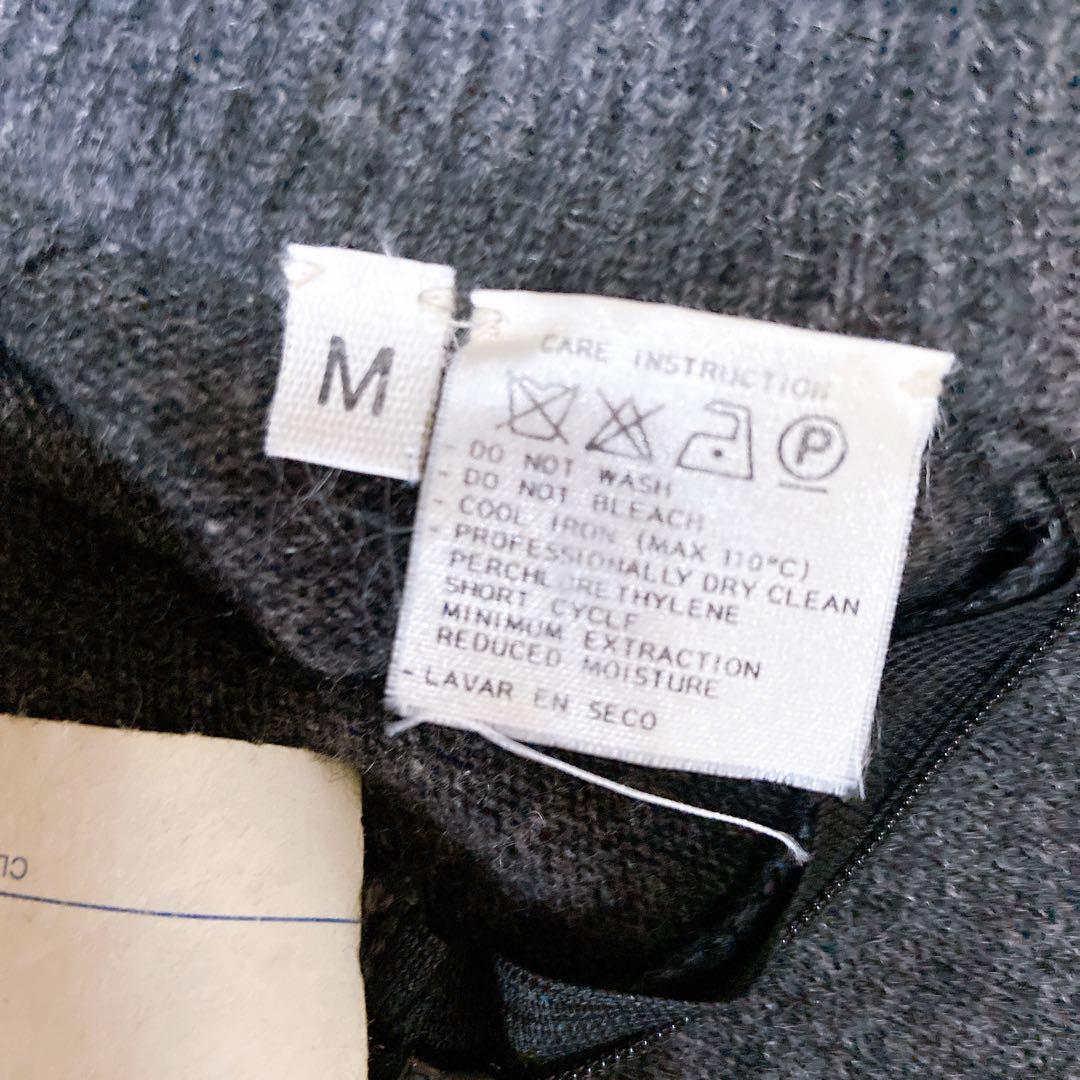 M
CARE INSTRUCTION
P
- DO NOT WASH
- DO NOT BLEACH
- COOL IRON (MAX 110°C)
- PROFESSIONALLY DRY CLEAN
PERCHLORETHYLENE
SHORT CYCLE
MINIMUM EXTRACTION
REDUCED MOISTURE
- LAVAR EN SECO